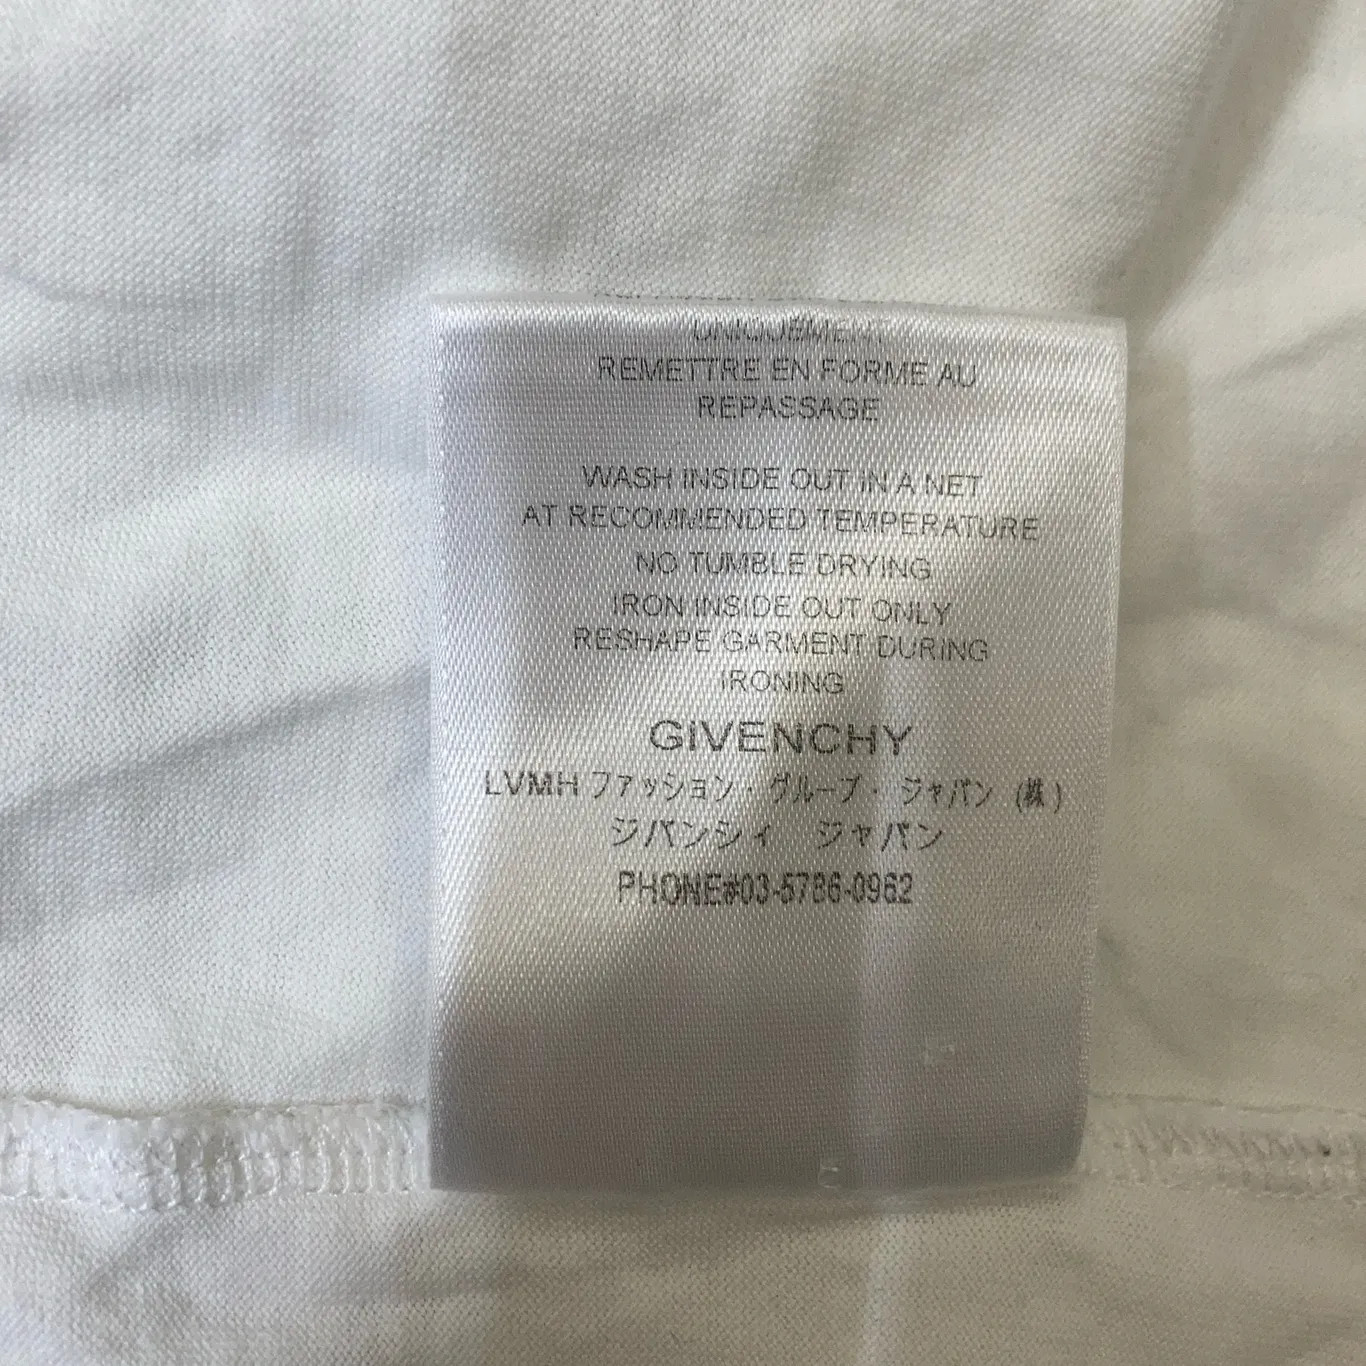 UNIQUEMENT
REMETTRE EN FORME AU
REPASSAGE
WASH INSIDE OUT IN A NET
AT RECOMMENDED TEMPERATURE
NO TUMBLE DRYING
IRON INSIDE OUT ONLY
RESHAPE GARMENT DURING
IRONING
GIVENCHY
LVMH ファッション・グループ・ジャパン (株)
ジバンシィ ジャパン
PHONE#03-5786-0962